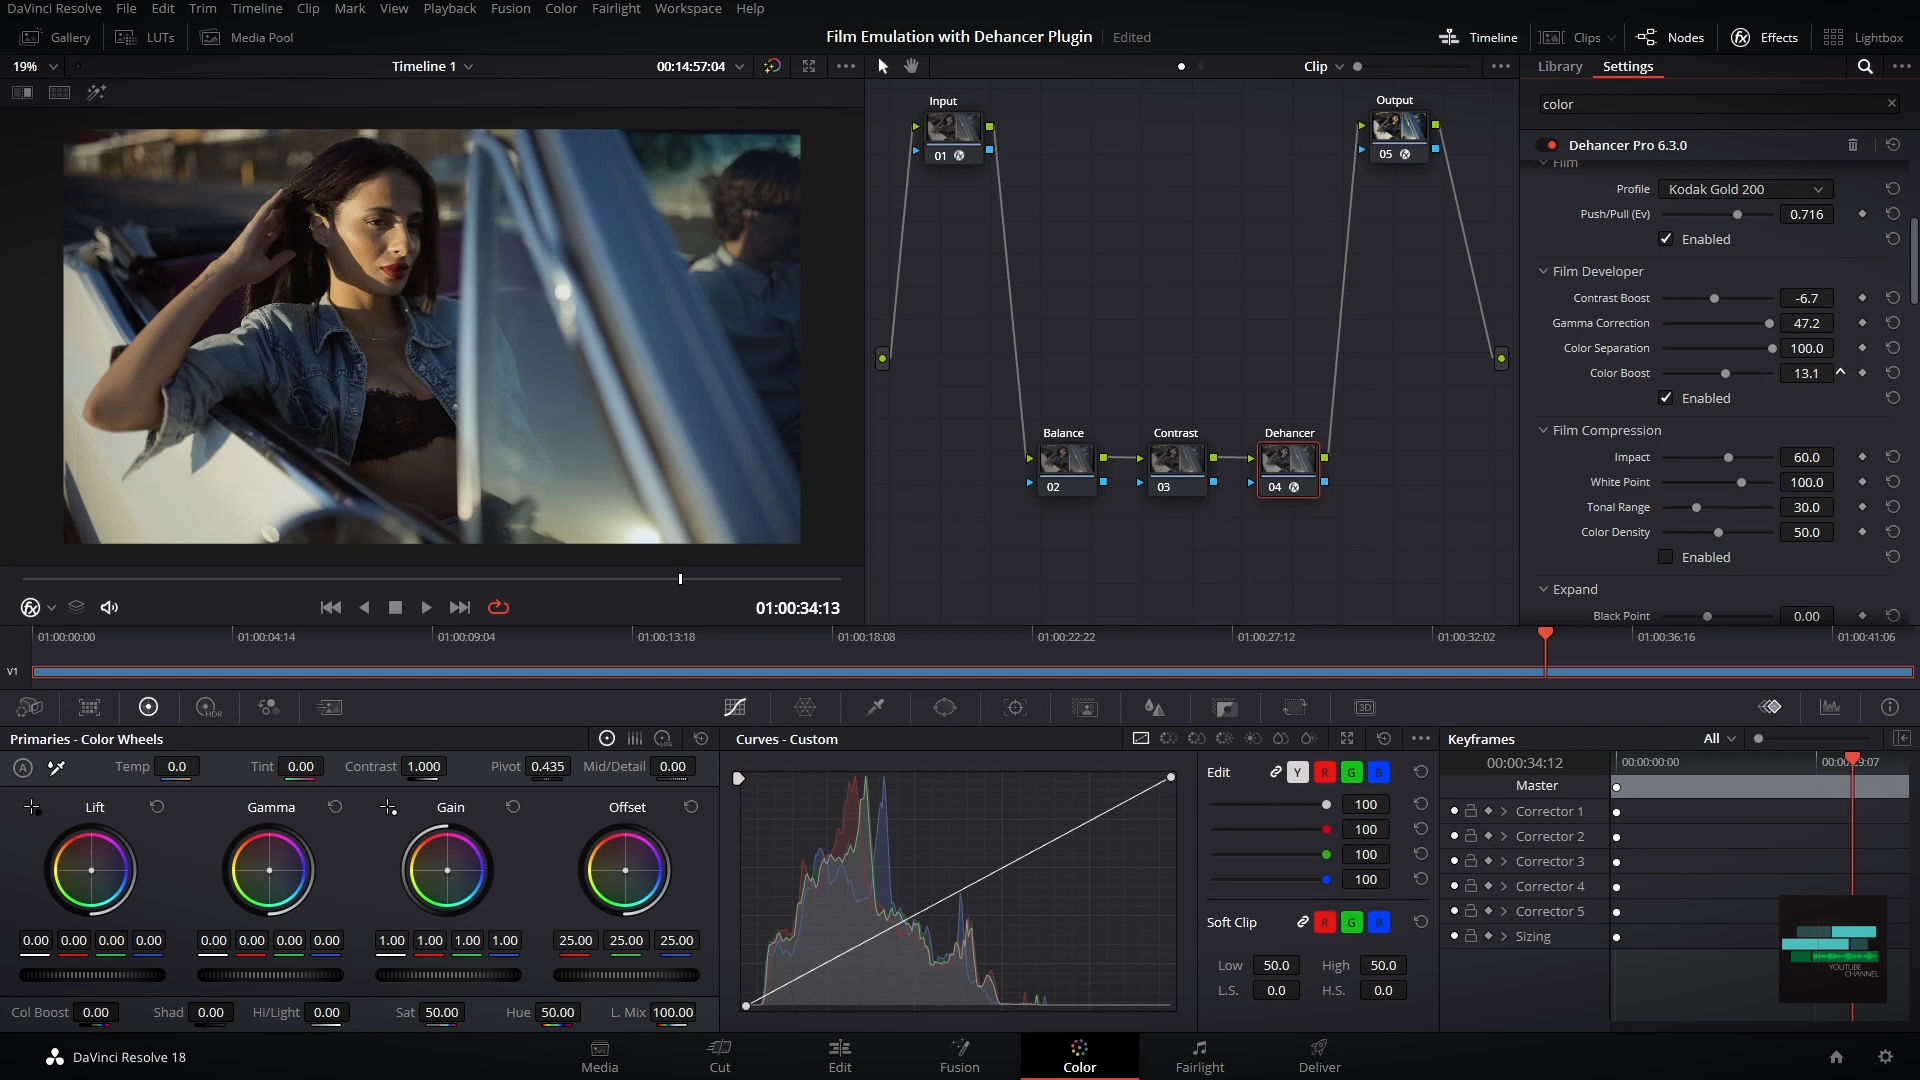 DaVinci Resolve File Edit Trim Timeline Clip Mark View Playback Fusion Color Fairlight Workspace Help
Gallery LUTs Media Pool Film Emulation with Dehancer Plugin Edited Timeline Clips Nodes Effects Lightbox
19% Timeline 1 00:14:57:04 Clip Library Settings
color
Dehancer Pro 6.3.0
Film
Profile Kodak Gold 200
Push/Pull (Ev) 0.716
Enabled
Film Developer
Contrast Boost -6.7
Gamma Correction 47.2
Color Separation 100.0
Color Boost 13.1
Enabled
Film Compression
Impact 60.0
White Point 100.0
Tonal Range 30.0
Color Density 50.0
Enabled
Expand
Black Point 0.00
Input
01
Output
05
Balance Contrast Dehancer
02 03 04
01:00:34:13
01:00:00:00 01:00:04:14 01:00:09:04 01:00:13:18 01:00:18:08 01:00:22:22 01:00:27:12 01:00:32:02 01:00:36:16 01:00:41:06
V1
HDR 3D
Primaries - Color Wheels LOG
A Temp 0.0 Tint 0.00 Contrast 1.000 Pivot 0.435 Mid/Detail 0.00
Lift Gamma Gain Offset
0.00 0.00 0.00 0.00 0.00 0.00 0.00 0.00 1.00 1.00 1.00 1.00 25.00 25.00 25.00
Col Boost 0.00 Shad 0.00 Hi/Light 0.00 Sat 50.00 Hue 50.00 L. Mix 100.00
Curves - Custom
Edit Y R G B
100
100
100
100
Soft Clip R G B
Low 50.0 High 50.0
L.S. 0.0 H.S. 0.0
Keyframes All
00:00:34:12 00:00:00:00
Master
Corrector 1
Corrector 2
Corrector 3
Corrector 4
Corrector 5
Sizing
YOUTUBE
CHANNEL
DaVinci Resolve 18 Media Cut Edit Fusion Color Fairlight Deliver